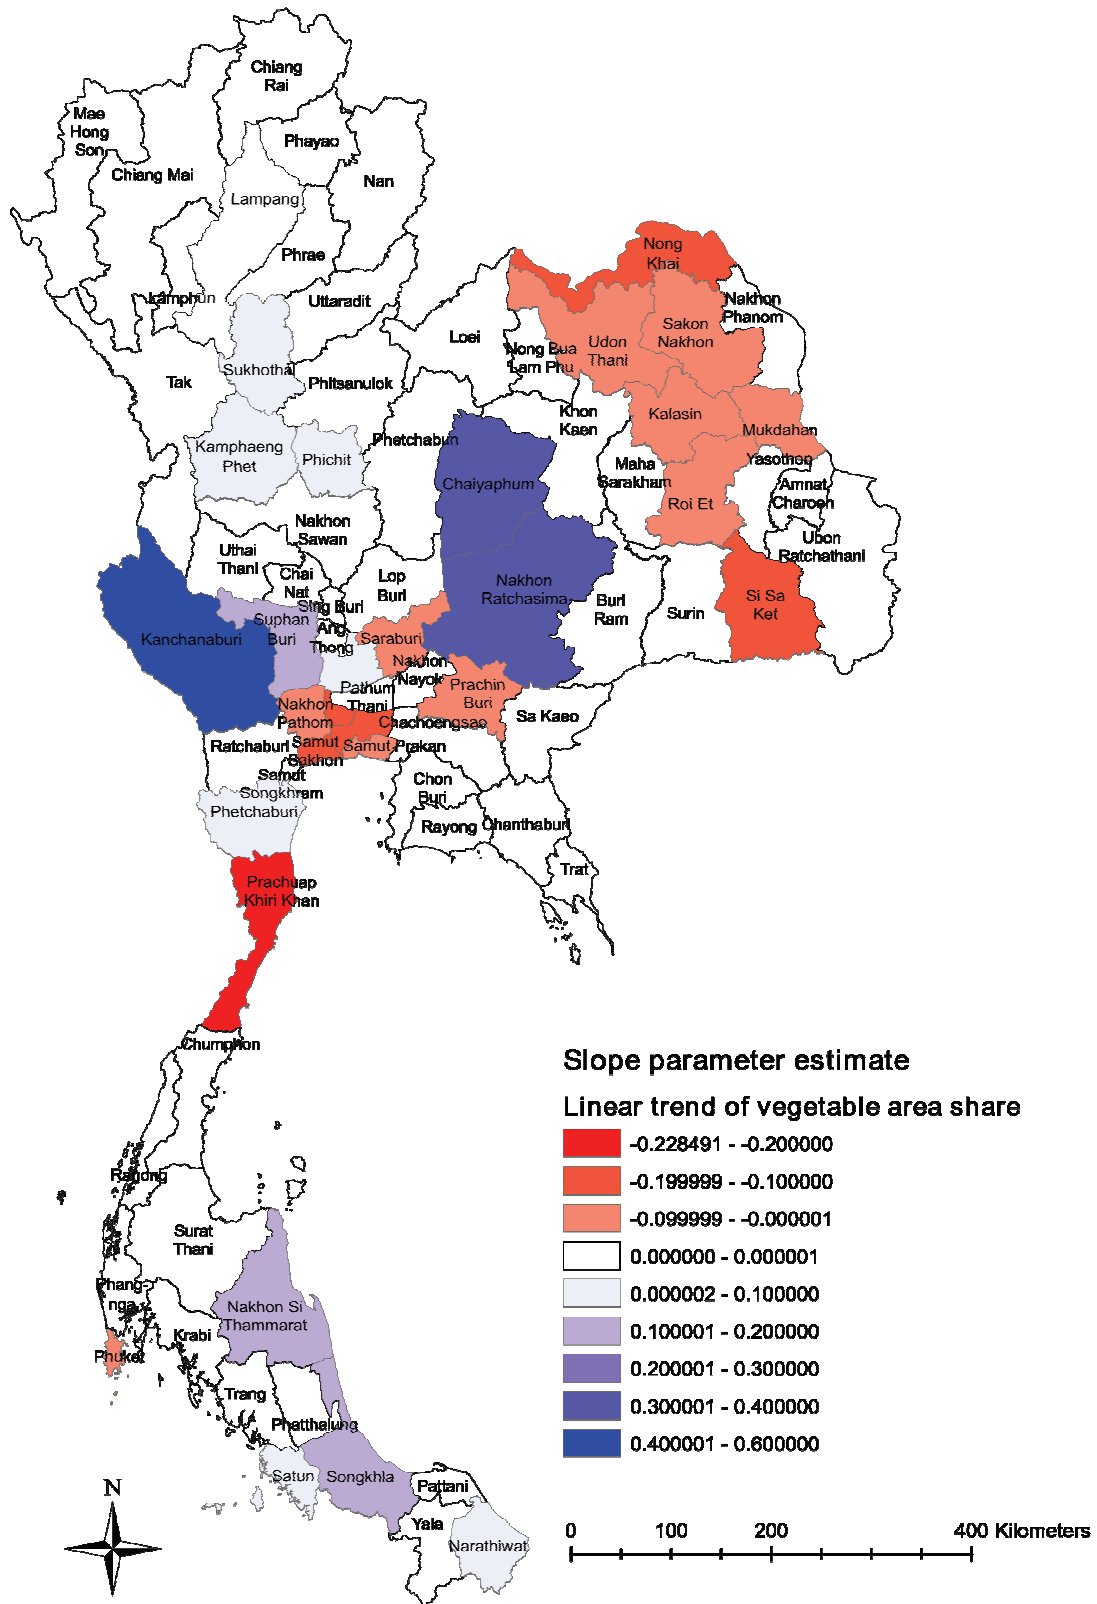 Chiang
Rai
Mae
Hong
Son
Phayao
Chiang Mai
Nan
Lampang
Phrae
Lamphun
Uttaradit
Nong
Khai
Nakhon
Phanom
Loei
Sakon
Nakhon
Udon
Thani
Nong Bua
Lam Phu
Sukhothai
Tak
Phitsanulok
Khon
Kaen
Kalasin
Mukdahan
Phetchabun
Kamphaeng
Phet
Phichit
Maha
Sarakham
Yasothon
Chaiyaphum
Amnat
Charoen
Roi Et
Nakhon
Sawan
Ubon
Ratchathani
Uthai
Thani
Chai
Nat
Lop
Buri
Nakhon
Ratchasima
Si Sa
Ket
Sing Buri
Suphan
Buri
Buri
Ram
Surin
Ang
Thong
Kanchanaburi
Saraburi
Nakhon
Nayok
Pathum
Thani
Prachin
Buri
Nakhon
Pathom
Chachoengsao
Sa Kaeo
Ratchaburi
Samut
Sakhon
Samut Prakan
Samut
Songkhram
Chon
Buri
Phetchaburi
Rayong
Chanthaburi
Trat
Prachuap
Khiri Khan
Chumphon
Slope parameter estimate
Linear trend of vegetable area share
-0.228491 - -0.200000
-0.199999 - -0.100000
-0.099999 - -0.000001
0.000000 - 0.000001
0.000002 - 0.100000
0.100001 - 0.200000
0.200001 - 0.300000
0.300001 - 0.400000
0.400001 - 0.600000
Ranong
Surat
Thani
Phang-
nga
Nakhon Si
Thammarat
Krabi
Phuket
Trang
Phatthalung
Satun
Songkhla
Pattani
Yala
Narathiwat
N
0 100 200 400 Kilometers